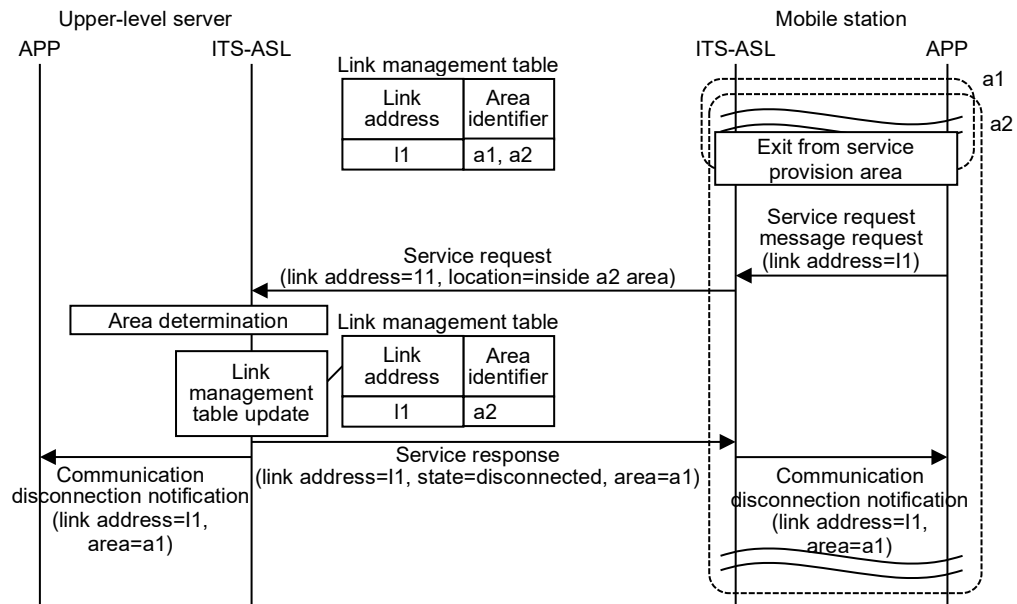 Upper-level server
Mobile station
APP
ITS-ASL
ITS-ASL
APP
Link management table
Link address
Area identifier
l1
a1, a2
a1
a2
Exit from service
provision area
Service request
message request
(link address=l1)
Service request
(link address=11, location=inside a2 area)
Area determination
Link management table
Link
management
table update
Link address
Area identifier
l1
a2
Service response
(link address=l1, state=disconnected, area=a1)
Communication
disconnection notification
(link address=l1,
area=a1)
Communication
disconnection notification
(link address=l1,
area=a1)